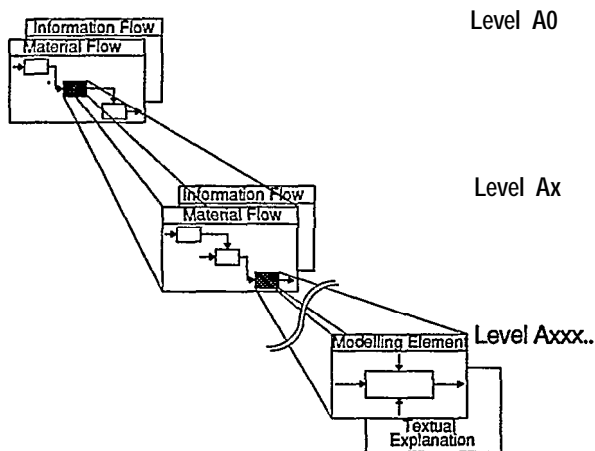 Level A0
Information Flow
Material Flow
Level Ax
Information Flow
Material Flow
Level Axxx..
Modelling Element
Textual
Explanation